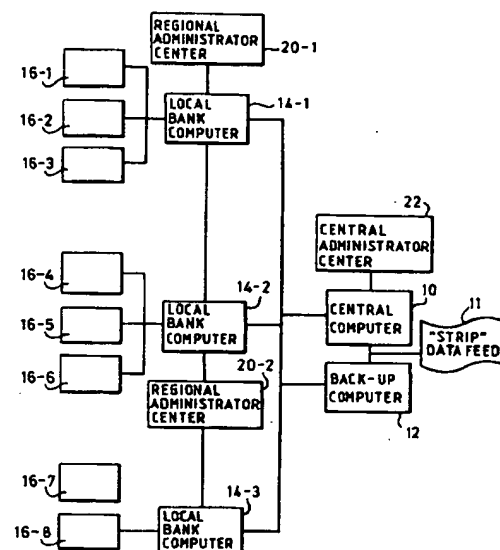 REGIONAL
ADMINISTRATOR
CENTER
20-1
16-1
16-2
16-3
LOCAL
BANK
COMPUTER
14-1
22
CENTRAL
ADMINISTRATOR
CENTER
16-4
16-5
16-6
LOCAL
BANK
COMPUTER
14-2
10
CENTRAL
COMPUTER
11
"STRIP"
DATA FEED
20-2
REGIONAL
ADMINISTRATOR
CENTER
BACK-UP
COMPUTER
12
16-7
16-8
LOCAL
BANK
COMPUTER
14-3